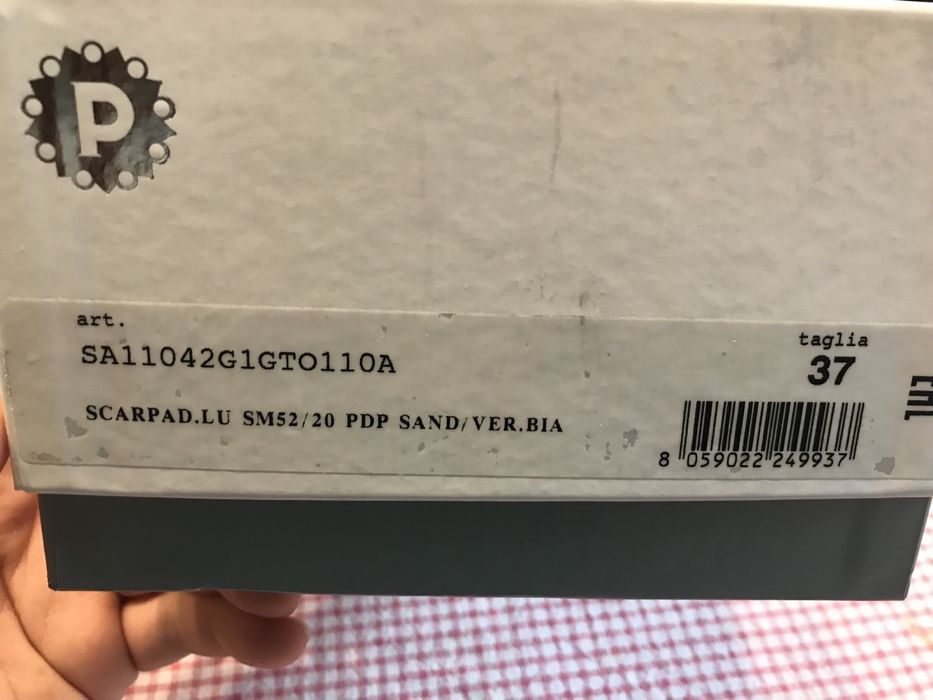 P
art.
SA11042G1GTO110A
SCARPAD.LU SM52/20 PDP SAND/VER.BIA
taglia
37
8 059022 249937